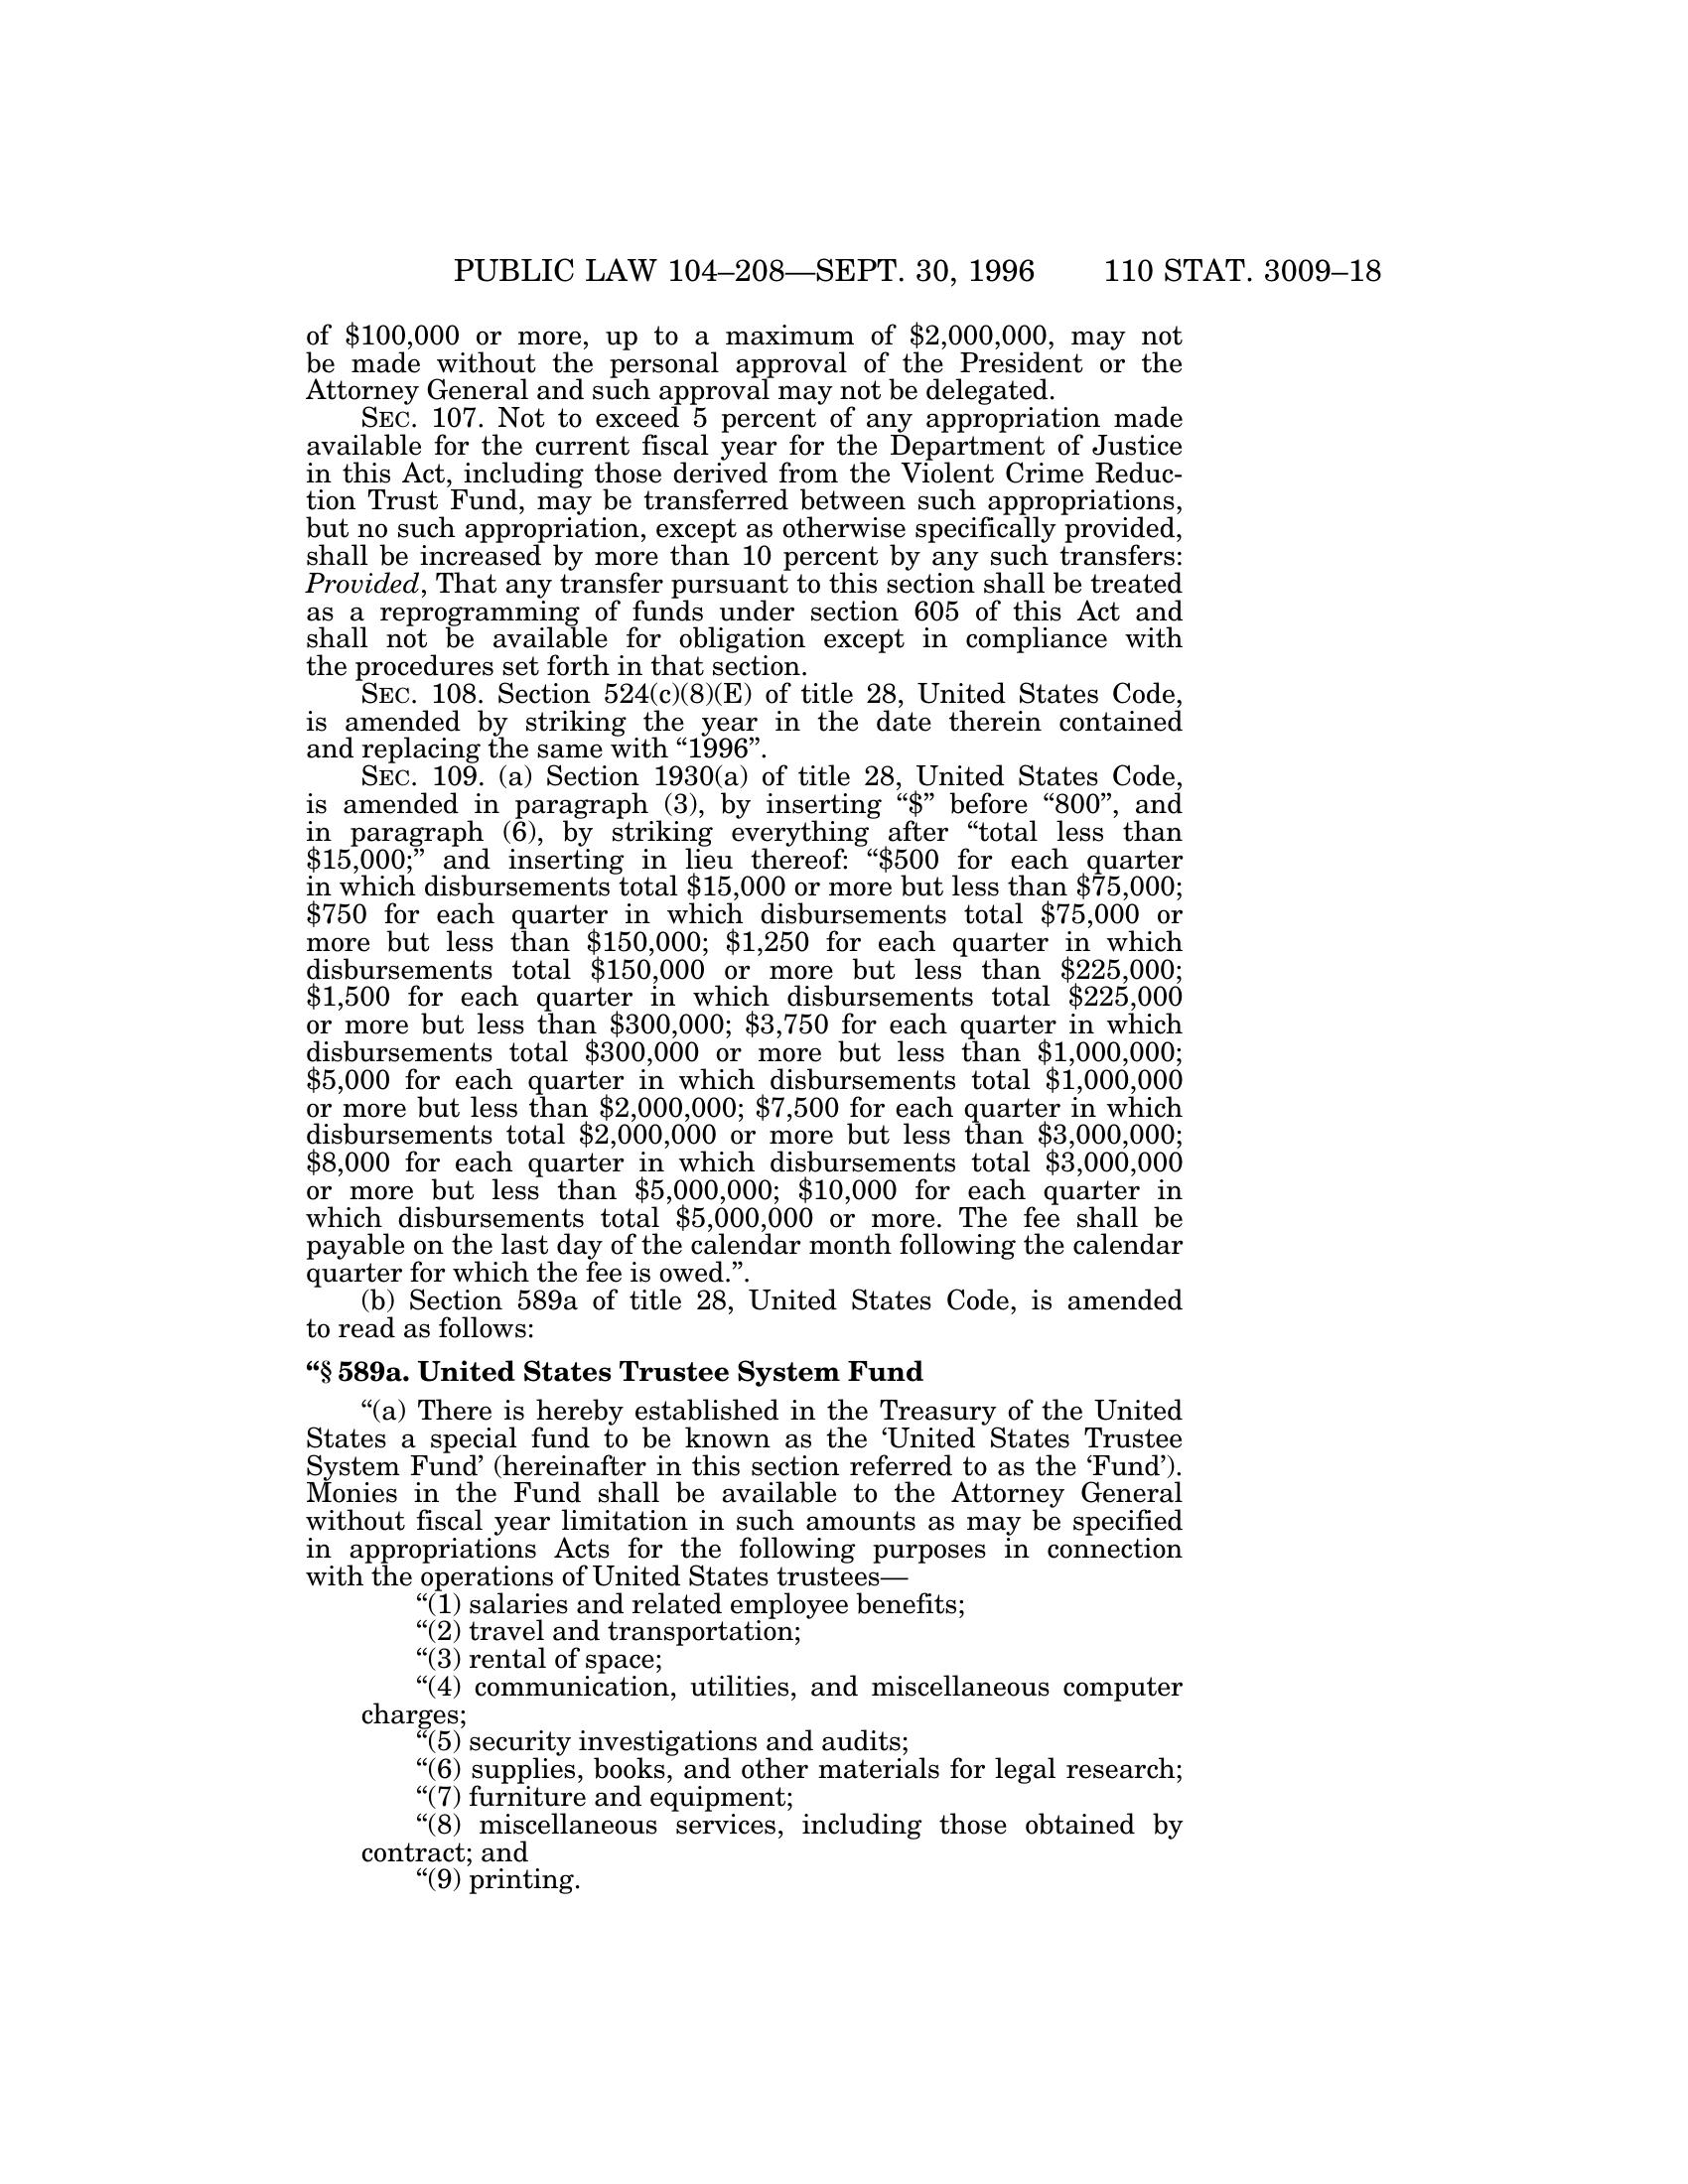 PUBLIC LAW 104–208—SEPT. 30, 1996 110 STAT. 3009–18
of $100,000 or more, up to a maximum of $2,000,000, may not
be made without the personal approval of the President or the
Attorney General and such approval may not be delegated.
SEC. 107. Not to exceed 5 percent of any appropriation made
available for the current fiscal year for the Department of Justice
in this Act, including those derived from the Violent Crime Reduc-
tion Trust Fund, may be transferred between such appropriations,
but no such appropriation, except as otherwise specifically provided,
shall be increased by more than 10 percent by any such transfers:
Provided, That any transfer pursuant to this section shall be treated
as a reprogramming of funds under section 605 of this Act and
shall not be available for obligation except in compliance with
the procedures set forth in that section.
SEC. 108. Section 524(c)(8)(E) of title 28, United States Code,
is amended by striking the year in the date therein contained
and replacing the same with “1996”.
SEC. 109. (a) Section 1930(a) of title 28, United States Code,
is amended in paragraph (3), by inserting “$” before “800”, and
in paragraph (6), by striking everything after “total less than
$15,000;” and inserting in lieu thereof: “$500 for each quarter
in which disbursements total $15,000 or more but less than $75,000;
$750 for each quarter in which disbursements total $75,000 or
more but less than $150,000; $1,250 for each quarter in which
disbursements total $150,000 or more but less than $225,000;
$1,500 for each quarter in which disbursements total $225,000
or more but less than $300,000; $3,750 for each quarter in which
disbursements total $300,000 or more but less than $1,000,000;
$5,000 for each quarter in which disbursements total $1,000,000
or more but less than $2,000,000; $7,500 for each quarter in which
disbursements total $2,000,000 or more but less than $3,000,000;
$8,000 for each quarter in which disbursements total $3,000,000
or more but less than $5,000,000; $10,000 for each quarter in
which disbursements total $5,000,000 or more. The fee shall be
payable on the last day of the calendar month following the calendar
quarter for which the fee is owed.”.
(b) Section 589a of title 28, United States Code, is amended
to read as follows:
“§ 589a. United States Trustee System Fund
“(a) There is hereby established in the Treasury of the United
States a special fund to be known as the ‘United States Trustee
System Fund’ (hereinafter in this section referred to as the ‘Fund’).
Monies in the Fund shall be available to the Attorney General
without fiscal year limitation in such amounts as may be specified
in appropriations Acts for the following purposes in connection
with the operations of United States trustees—
“(1) salaries and related employee benefits;
“(2) travel and transportation;
“(3) rental of space;
“(4) communication, utilities, and miscellaneous computer
charges;
“(5) security investigations and audits;
“(6) supplies, books, and other materials for legal research;
“(7) furniture and equipment;
“(8) miscellaneous services, including those obtained by
contract; and
“(9) printing.